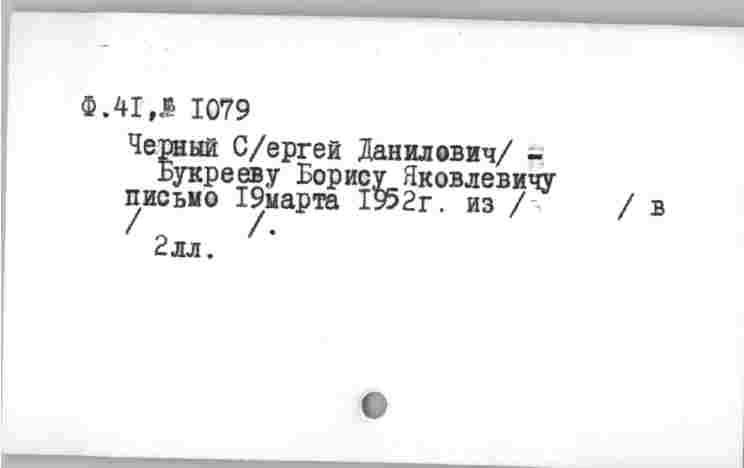 Ф.41,№ 1079
Черный С/ергей Данилович/ -
Букрееву Борису Яковлевичу
письмо 19марта 1952г. из / / в
/ /.
2лл.